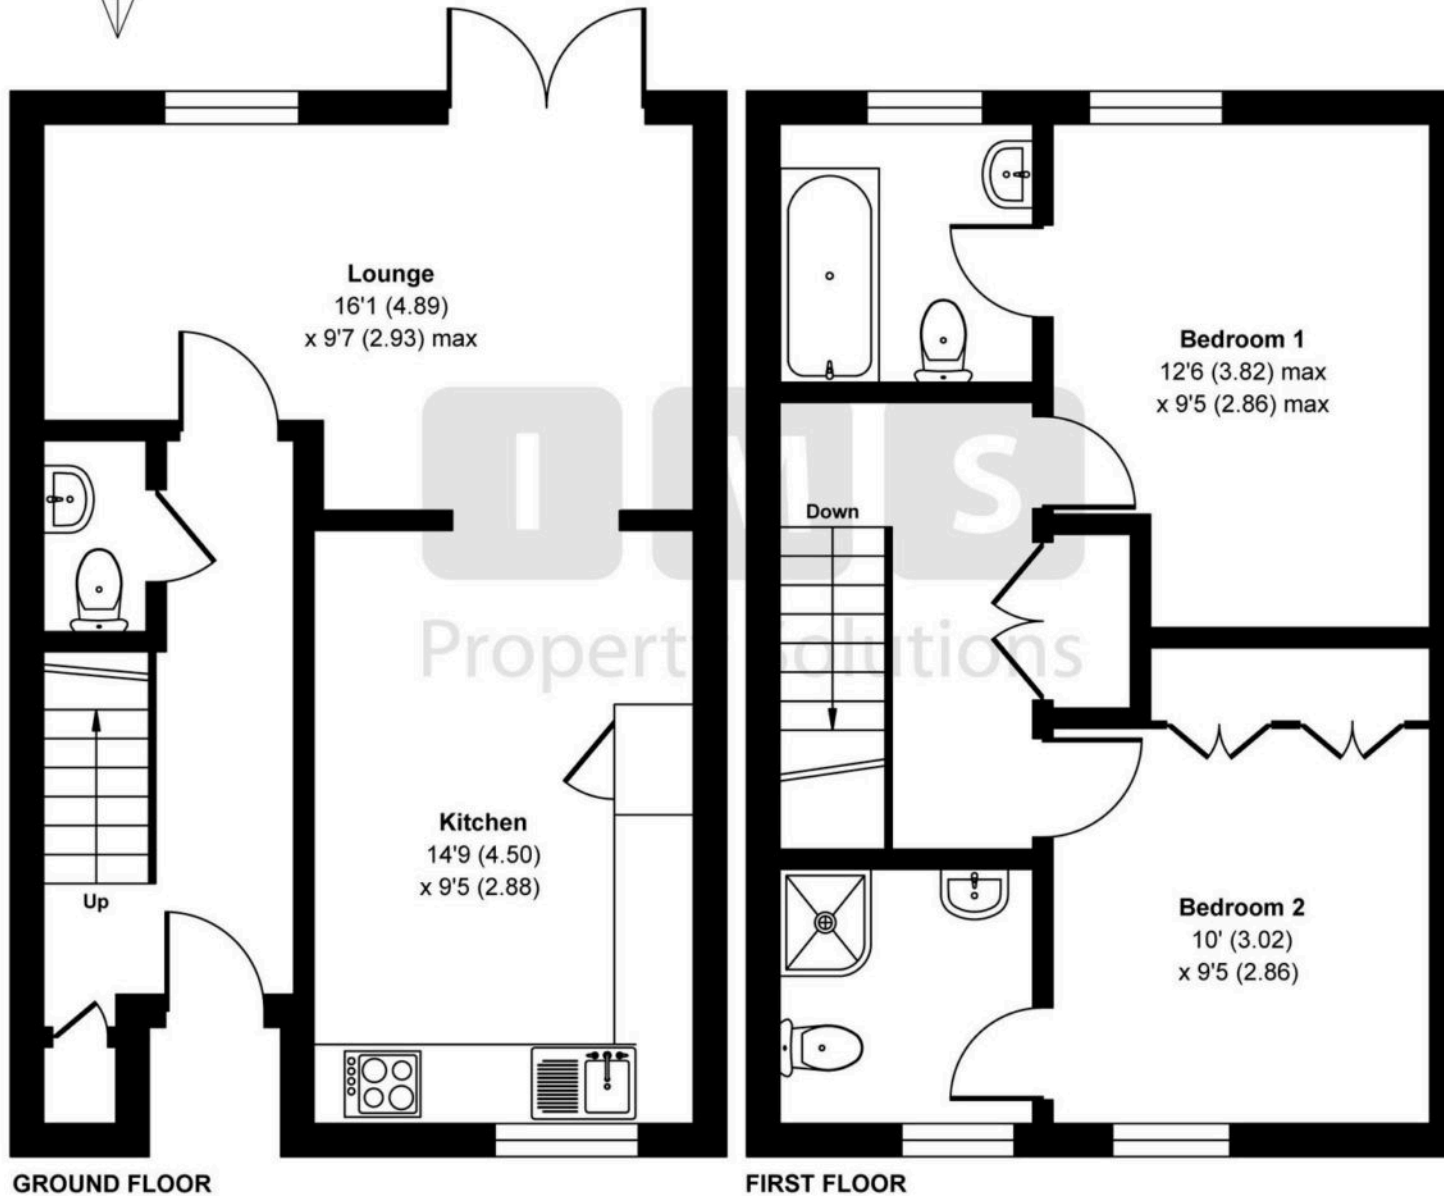 Lounge
16'1 (4.89)
x 9'7 (2.93) max
Kitchen
14'9 (4.50)
x 9'5 (2.88)
Up
GROUND FLOOR
Bedroom 1
12'6 (3.82) max
x 9'5 (2.86) max
Down
Bedroom 2
10' (3.02)
x 9'5 (2.86)
FIRST FLOOR
IMS
Property Solutions